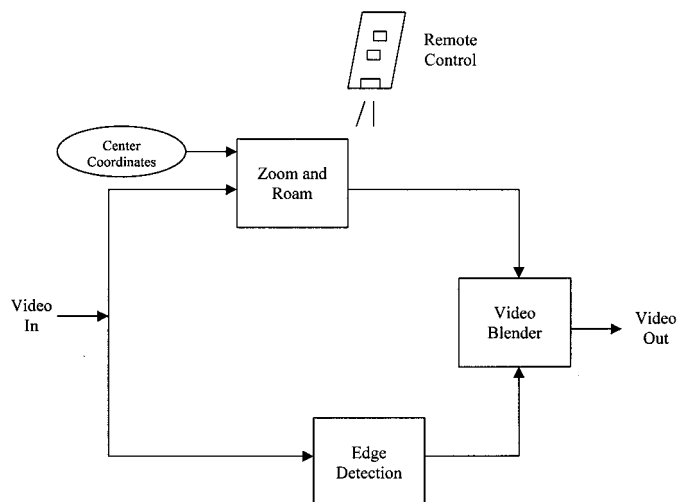 Remote
Control
Center
Coordinates
Zoom and
Roam
Video
In
Video
Blender
Video
Out
Edge
Detection